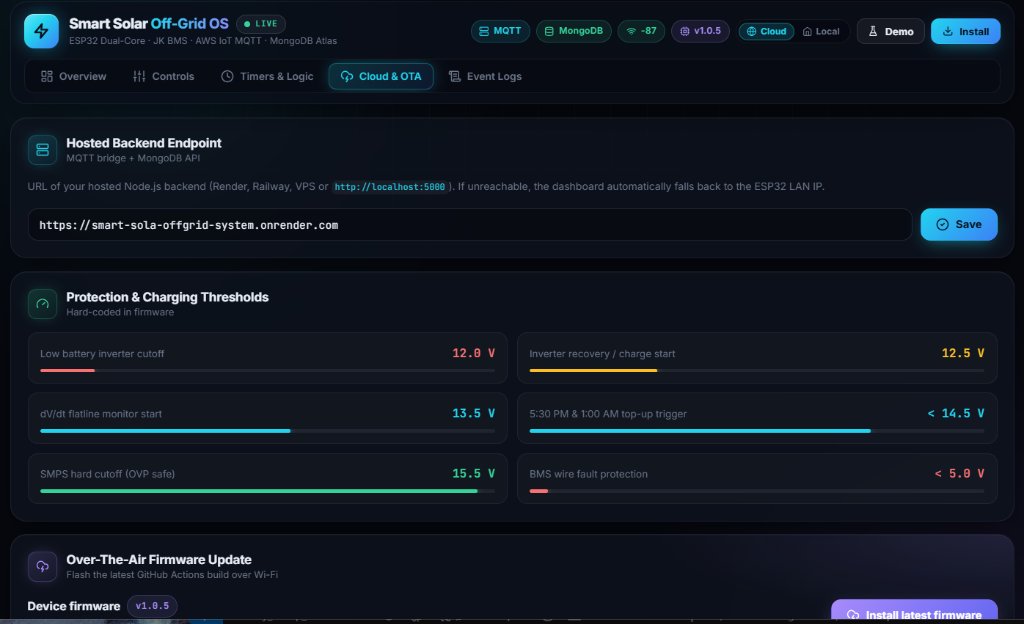 Smart Solar Off-Grid OS
LIVE
ESP32 Dual-Core · JK BMS · AWS IoT MQTT · MongoDB Atlas
MQTT
MongoDB
-87
v1.0.5
Cloud
Local
Demo
Install
Overview
Controls
Timers & Logic
Cloud & OTA
Event Logs
Hosted Backend Endpoint
MQTT bridge + MongoDB API
URL of your hosted Node.js backend (Render, Railway, VPS or http://localhost:5000 ). If unreachable, the dashboard automatically falls back to the ESP32 LAN IP.
https://smart-sola-offgrid-system.onrender.com
Save
Protection & Charging Thresholds
Hard-coded in firmware
Low battery inverter cutoff
12.0 V
Inverter recovery / charge start
12.5 V
dV/dt flatline monitor start
13.5 V
5:30 PM & 1:00 AM top-up trigger
< 14.5 V
SMPS hard cutoff (OVP safe)
15.5 V
BMS wire fault protection
< 5.0 V
Over-The-Air Firmware Update
Flash the latest GitHub Actions build over Wi-Fi
Device firmware
v1.0.5
Install latest firmware